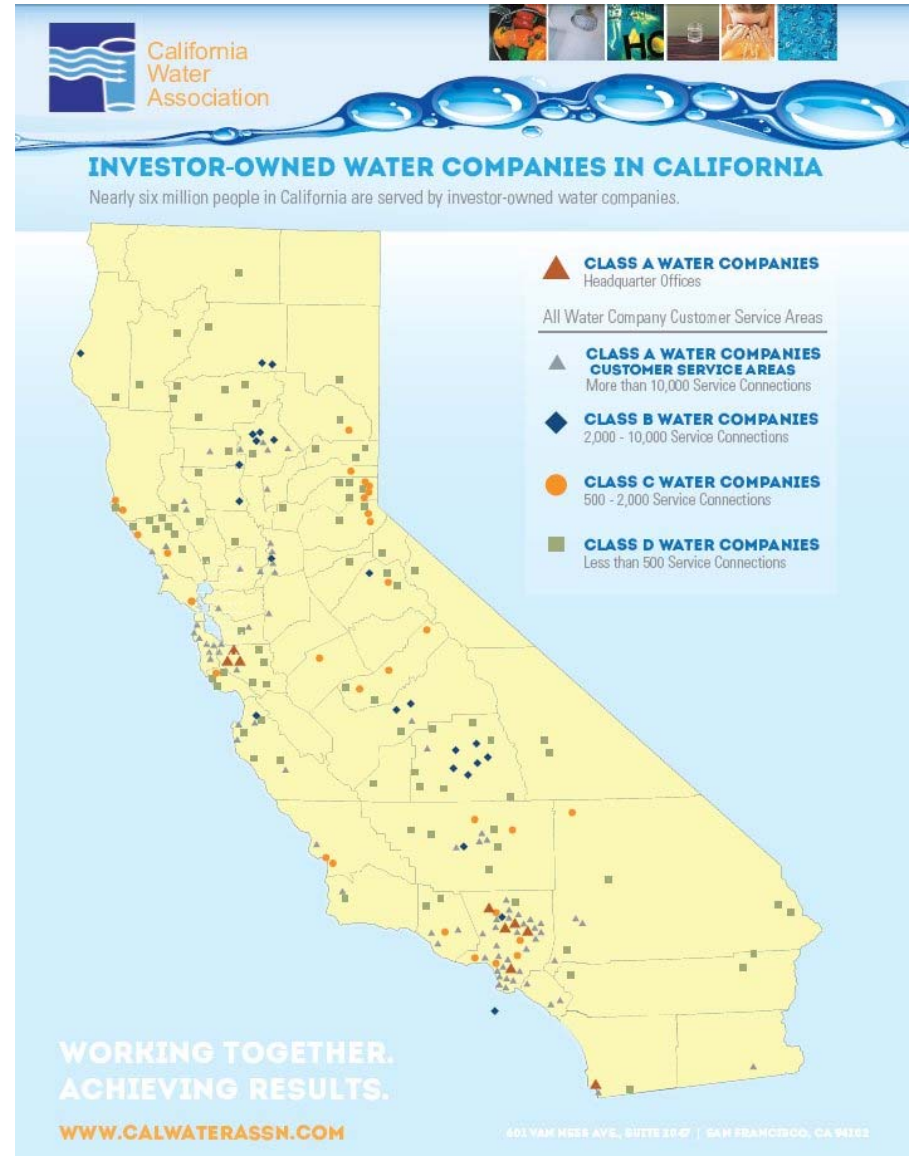 California
Water
Association
HC
INVESTOR-OWNED WATER COMPANIES IN CALIFORNIA
Nearly six million people in California are served by investor-owned water companies.
CLASS A WATER COMPANIES
Headquarter Offices
All Water Company Customer Service Areas
CLASS A WATER COMPANIES
CUSTOMER SERVICE AREAS
More than 10,000 Service Connections
CLASS B WATER COMPANIES
2,000 - 10,000 Service Connections
CLASS C WATER COMPANIES
500 - 2,000 Service Connections
CLASS D WATER COMPANIES
Less than 500 Service Connections
WORKING TOGETHER.
ACHIEVING RESULTS.
WWW.CALWATERASSN.COM
601 VAN NESS AVE., SUITE 2047 | SAN FRANCISCO, CA 94102